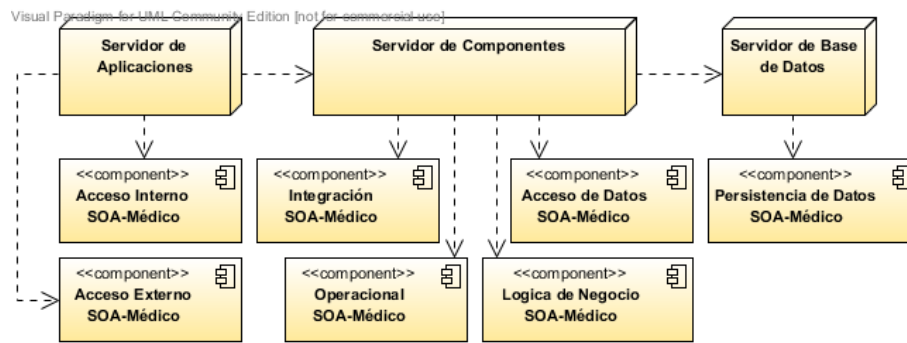 Visual Paradigm for UML Community Edition [not for commercial use]
Servidor de
Aplicaciones
Servidor de Componentes
Servidor de Base
de Datos
<<component>>
Acceso Interno
SOA-Médico
<<component>>
Integración
SOA-Médico
<<component>>
Acceso de Datos
SOA-Médico
<<component>>
Persistencia de Datos
SOA-Médico
<<component>>
Acceso Externo
SOA-Médico
<<component>>
Operacional
SOA-Médico
<<component>>
Logica de Negocio
SOA-Médico